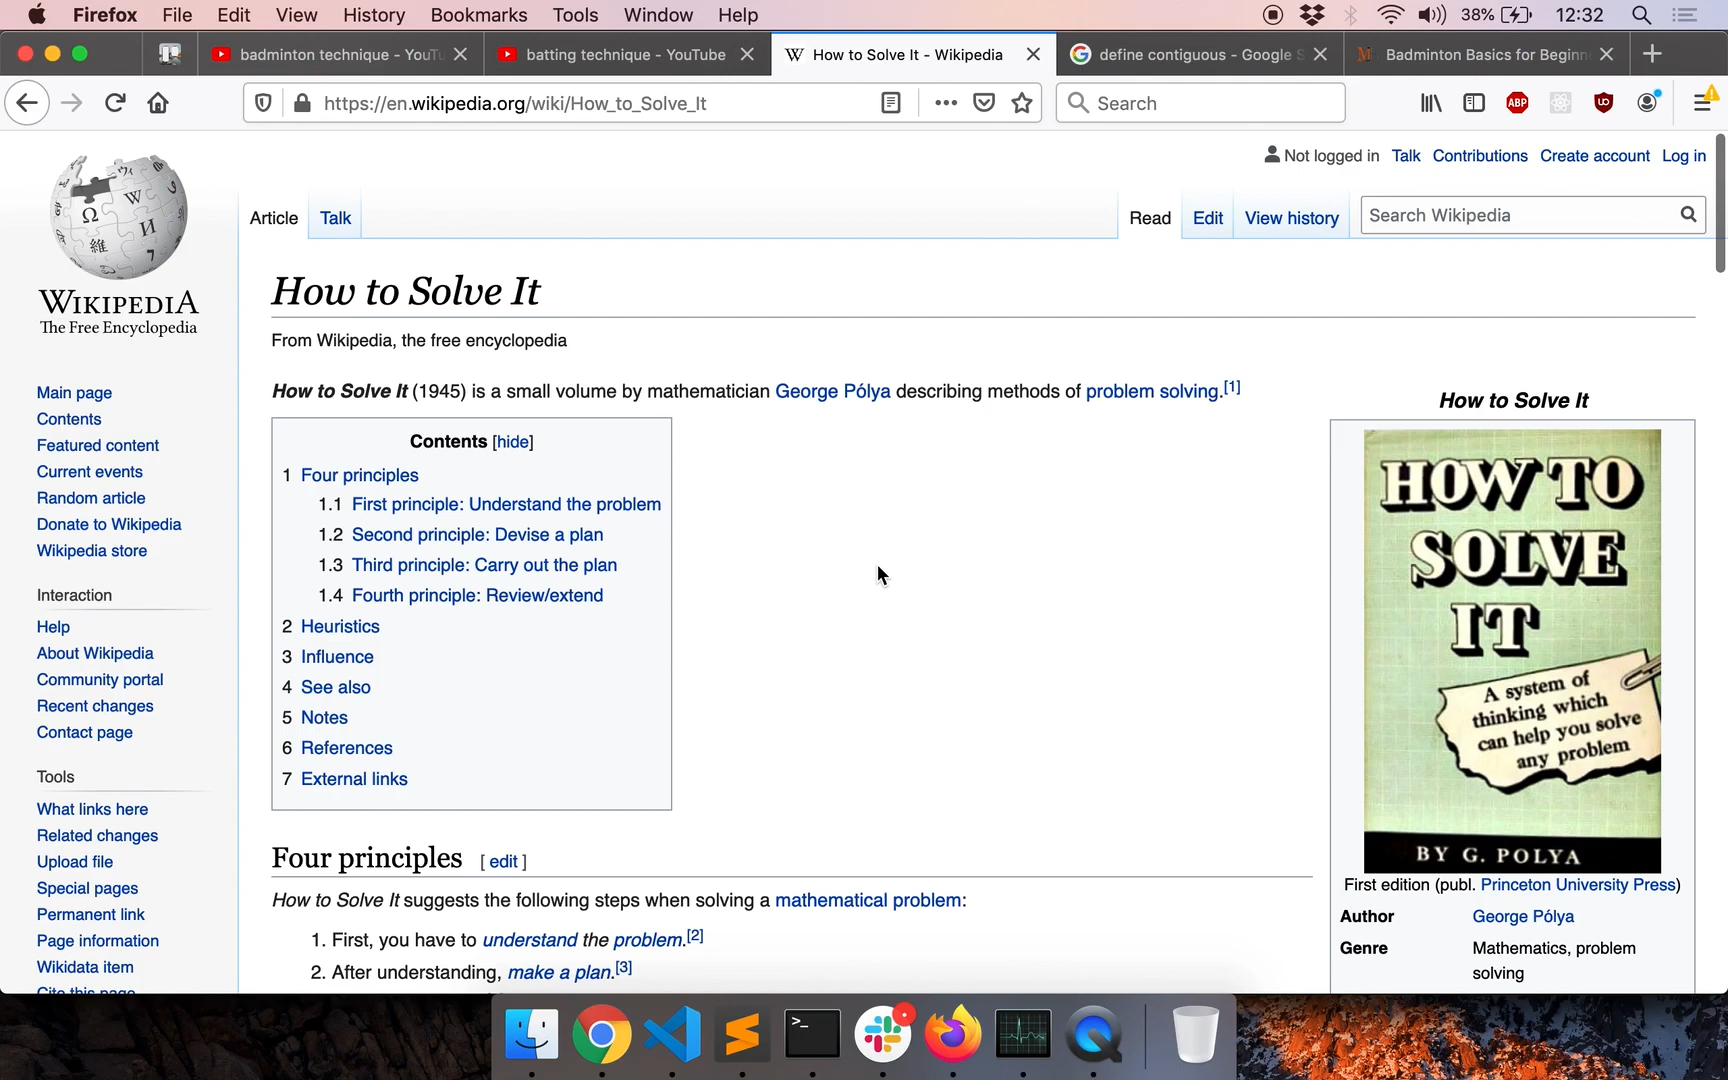 Firefox File Edit View History Bookmarks Tools Window Help 38% 12:32
badminton technique - YouTu batting technique - YouTube How to Solve It - Wikipedia define contiguous - Google S Badminton Basics for Beginn
https://en.wikipedia.org/wiki/How_to_Solve_It Search ABP
Not logged in Talk Contributions Create account Log in
Article Talk Read Edit View history Search Wikipedia
WIKIPEDIA
The Free Encyclopedia
Main page
Contents
Featured content
Current events
Random article
Donate to Wikipedia
Wikipedia store
Interaction
Help
About Wikipedia
Community portal
Recent changes
Contact page
Tools
What links here
Related changes
Upload file
Special pages
Permanent link
Page information
Wikidata item
Cite this page
How to Solve It
From Wikipedia, the free encyclopedia
How to Solve It (1945) is a small volume by mathematician George Pólya describing methods of problem solving.[1]
Contents [hide]
1 Four principles
1.1 First principle: Understand the problem
1.2 Second principle: Devise a plan
1.3 Third principle: Carry out the plan
1.4 Fourth principle: Review/extend
2 Heuristics
3 Influence
4 See also
5 Notes
6 References
7 External links
Four principles [ edit ]
How to Solve It suggests the following steps when solving a mathematical problem:
1. First, you have to understand the problem.[2]
2. After understanding, make a plan.[3]
How to Solve It
HOW TO
SOLVE
IT
A system of
thinking which
can help you solve
any problem
BY G. POLYA
First edition (publ. Princeton University Press)
Author George Pólya
Genre Mathematics, problem
solving